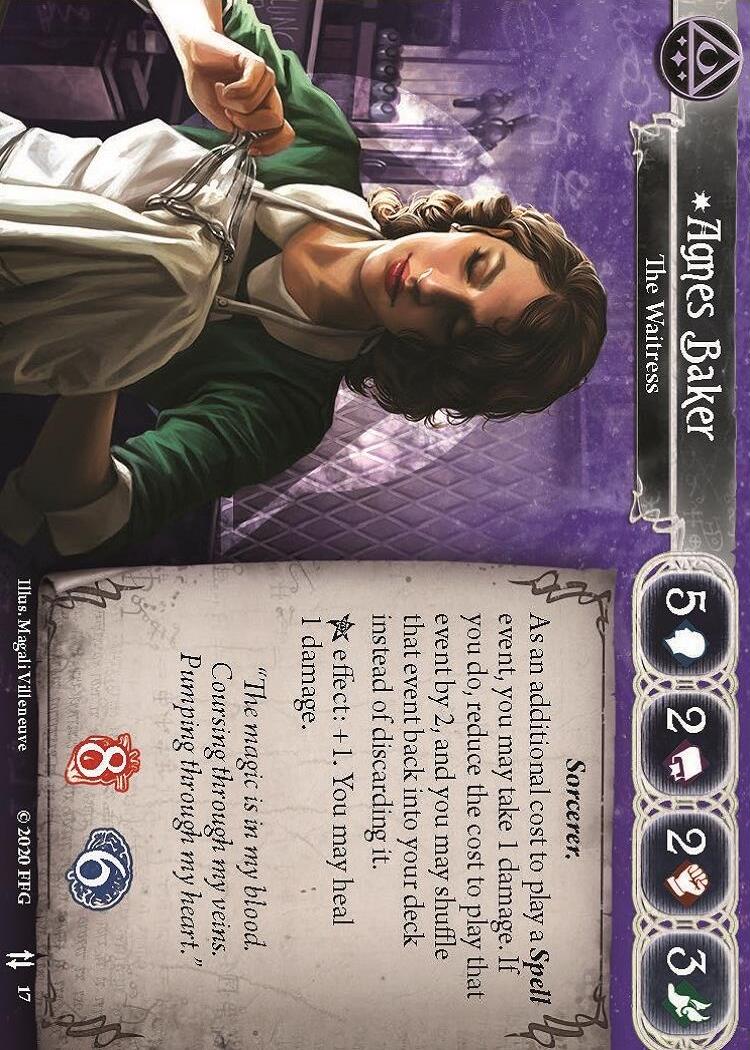 Agnes Baker
The Waitress
5 2 2 3
Sorcerer.
As an additional cost to play a Spell
event, you may take 1 damage. If
you do, reduce the cost to play that
event by 2, and you may shuffle
that event back into your deck
instead of discarding it.
effect: +1. You may heal
1 damage.
“The magic is in my blood.
Coursing through my veins.
Pumping through my heart.”
8 6
Illus. Magali Villeneuve © 2020 FFG 17